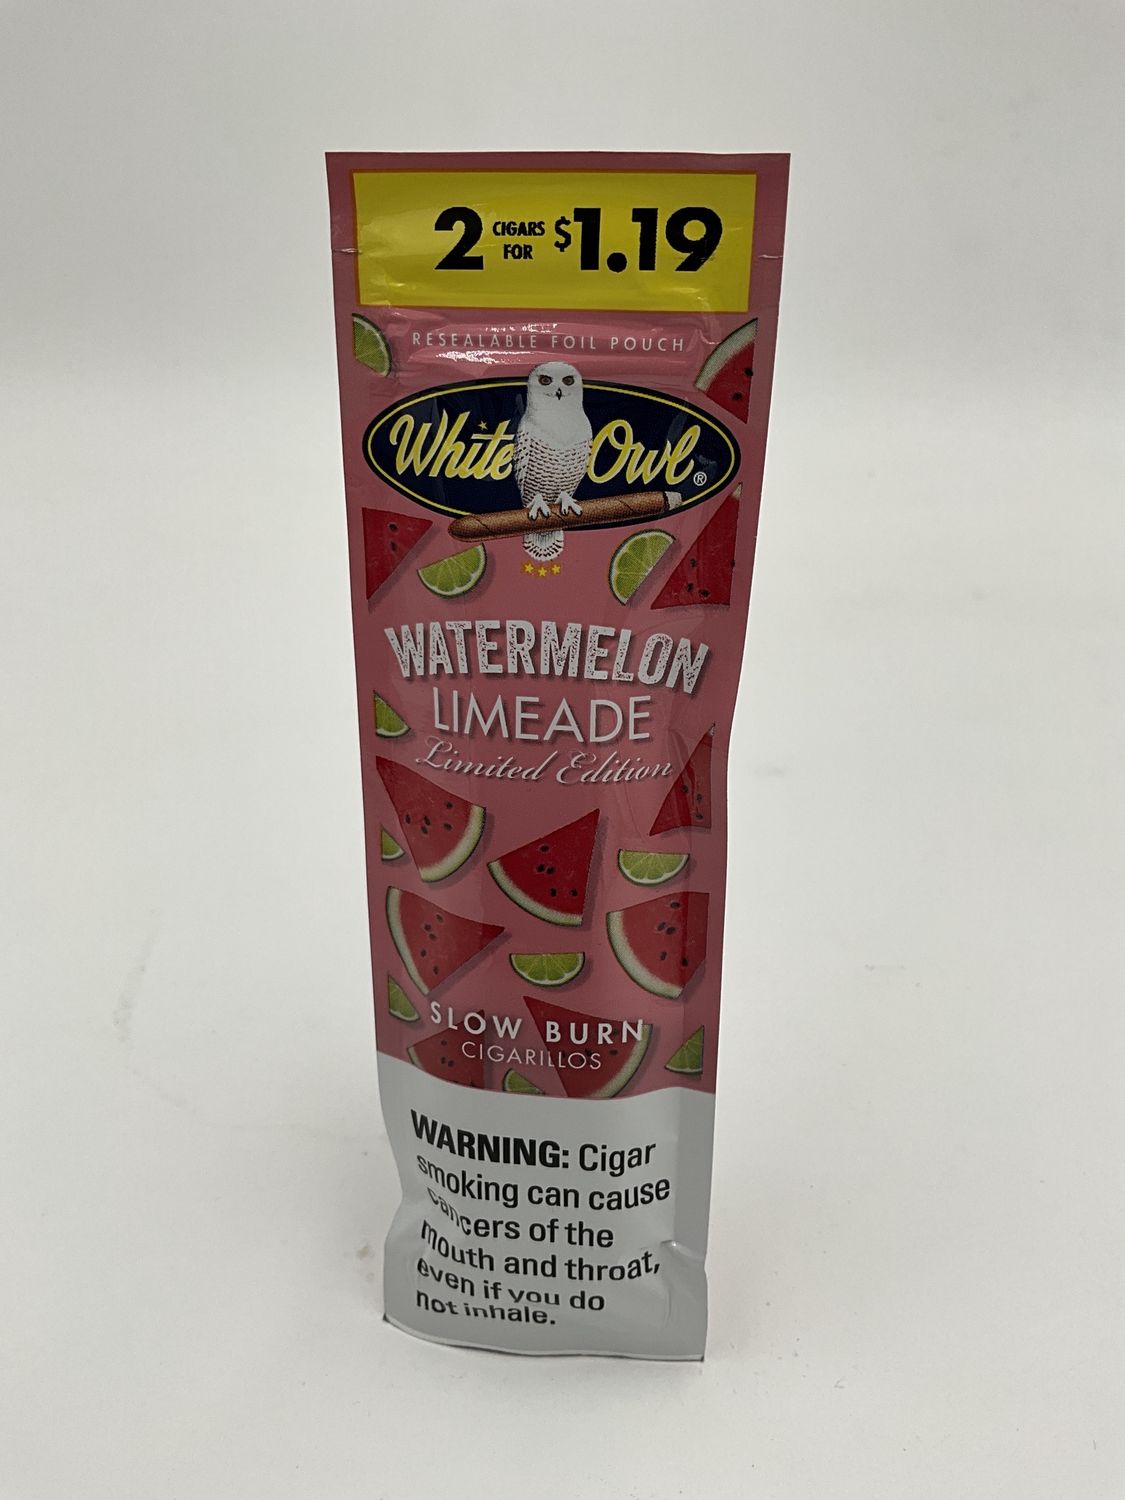 2 CIGARS FOR $1.19
RESEALABLE FOIL POUCH
White Owl®
WATERMELON
LIMEADE
Limited Edition
SLOW BURN
CIGARILLOS
WARNING: Cigar
smoking can cause
cancers of the
mouth and throat,
even if you do
not inhale.